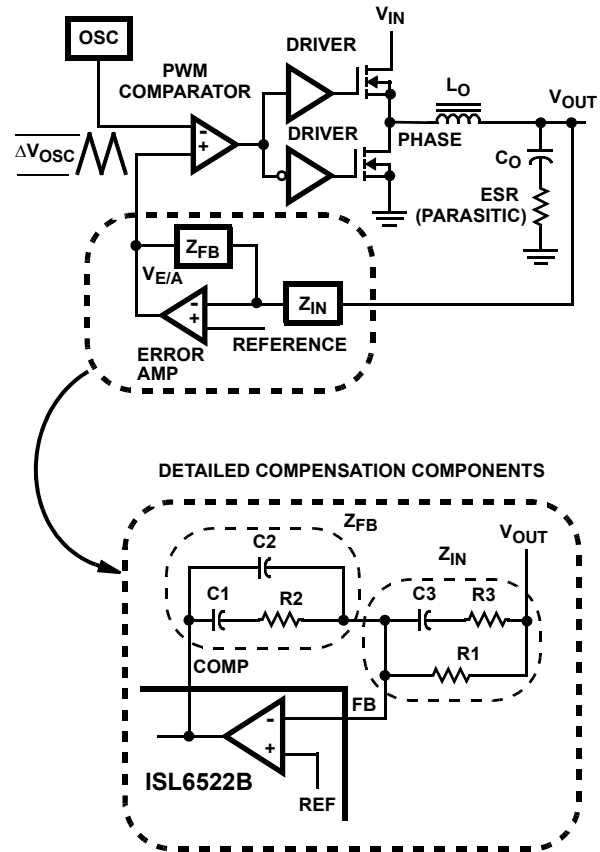 V_IN
OSC
DRIVER
PWM
COMPARATOR
L_O
V_OUT
-
+
DRIVER
PHASE
ΔV_OSC
C_O
ESR
(PARASITIC)
Z_FB
V_E/A
-
+
Z_IN
REFERENCE
ERROR
AMP
DETAILED COMPENSATION COMPONENTS
Z_FB
V_OUT
C2
Z_IN
C1
R2
C3
R3
R1
COMP
FB
-
+
ISL6522B
REF